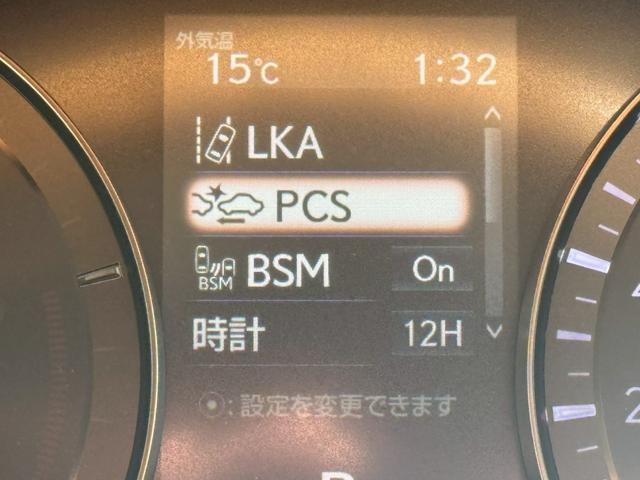 外気温
15℃ 1:32
LKA
PCS
BSM BSM On
時計 12H
⦿:設定を変更できます
2